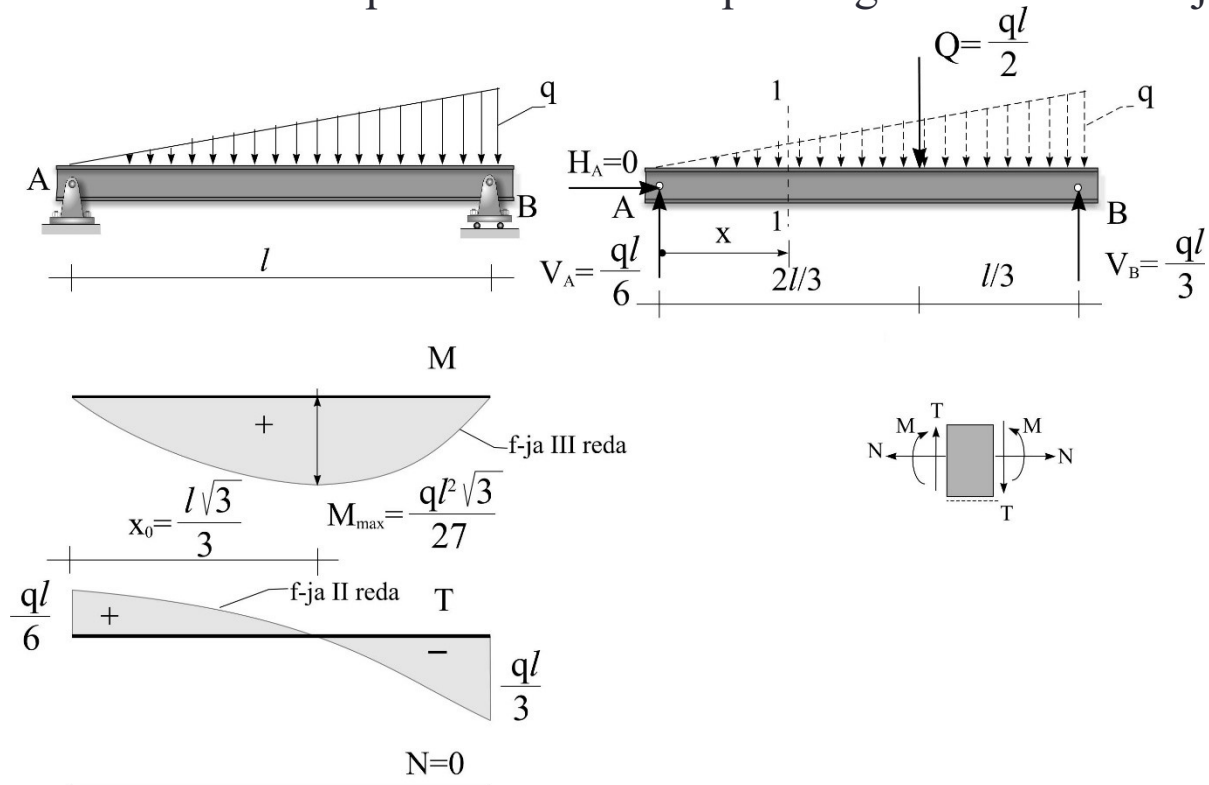 Q= ql/2
q
A
B
l
1
q
H_A=0
A
B
1
x
V_A= ql/6
2l/3
l/3
V_B= ql/3
M
+
f-ja III reda
x₀= l√3/3
M_max= ql²√3/27
M
T
M
N
N
T
f-ja II reda
T
ql/6
+
−
ql/3
N=0